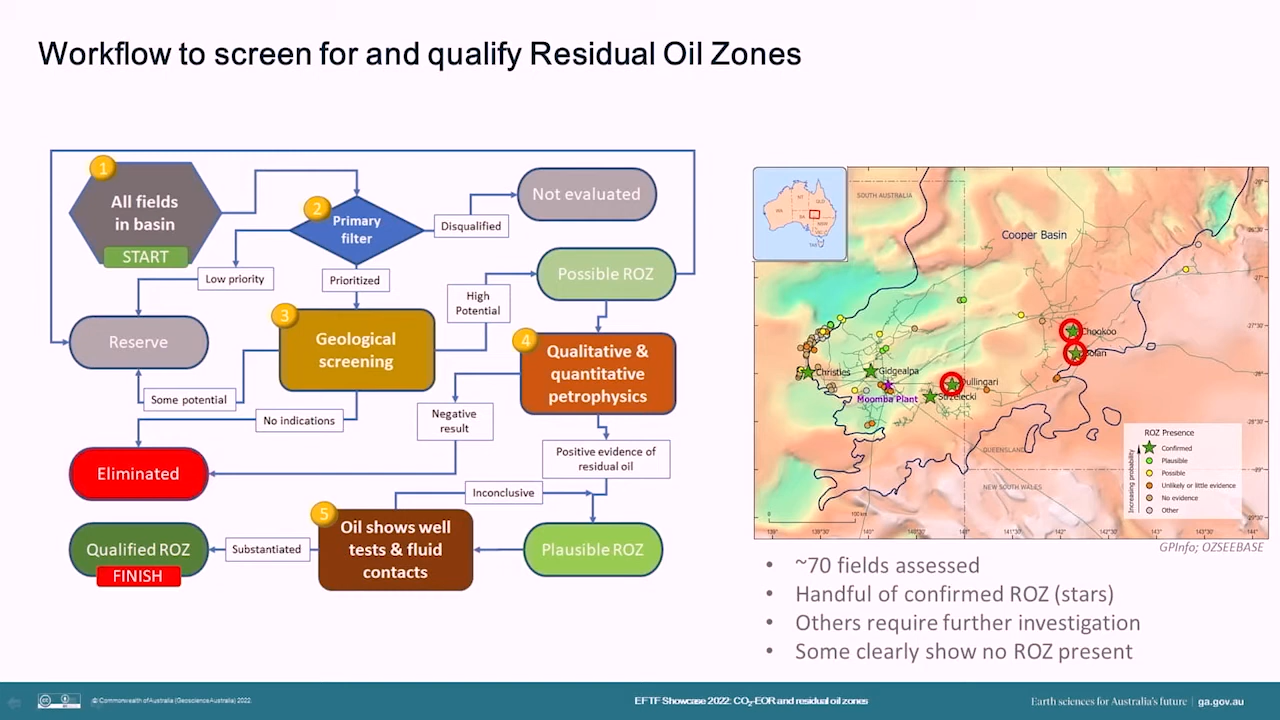 Workflow to screen for and qualify Residual Oil Zones
1
All fields
in basin
START
2
Primary
filter
Not evaluated
Disqualified
Low priority
Prioritized
Possible ROZ
High
Potential
Reserve
3
Geological
screening
4
Qualitative &
quantitative
petrophysics
Some potential
No indications
Negative
result
Positive evidence of
residual oil
Eliminated
Inconclusive
5
Oil shows well
tests & fluid
contacts
Qualified ROZ
FINISH
Substantiated
Plausible ROZ
SOUTH AUSTRALIA
Cooper Basin
WA
NT
QLD
SA
Chookoo
Christies
Gidgealpa
Moomba Plant
Strzelecki
QUEENSLAND
NEW SOUTH WALES
ROZ Presence
Increasing probability
Confirmed
Plausible
Possible
Unlikely or little evidence
No evidence
Other
0
100 km
GPInfo; OZSEEBASE
• ~70 fields assessed
• Handful of confirmed ROZ (stars)
• Others require further investigation
• Some clearly show no ROZ present
© Commonwealth of Australia (Geoscience Australia) 2022.
EFTF Showcase 2022: CO₂-EOR and residual oil zones
Earth sciences for Australia's future | ga.gov.au